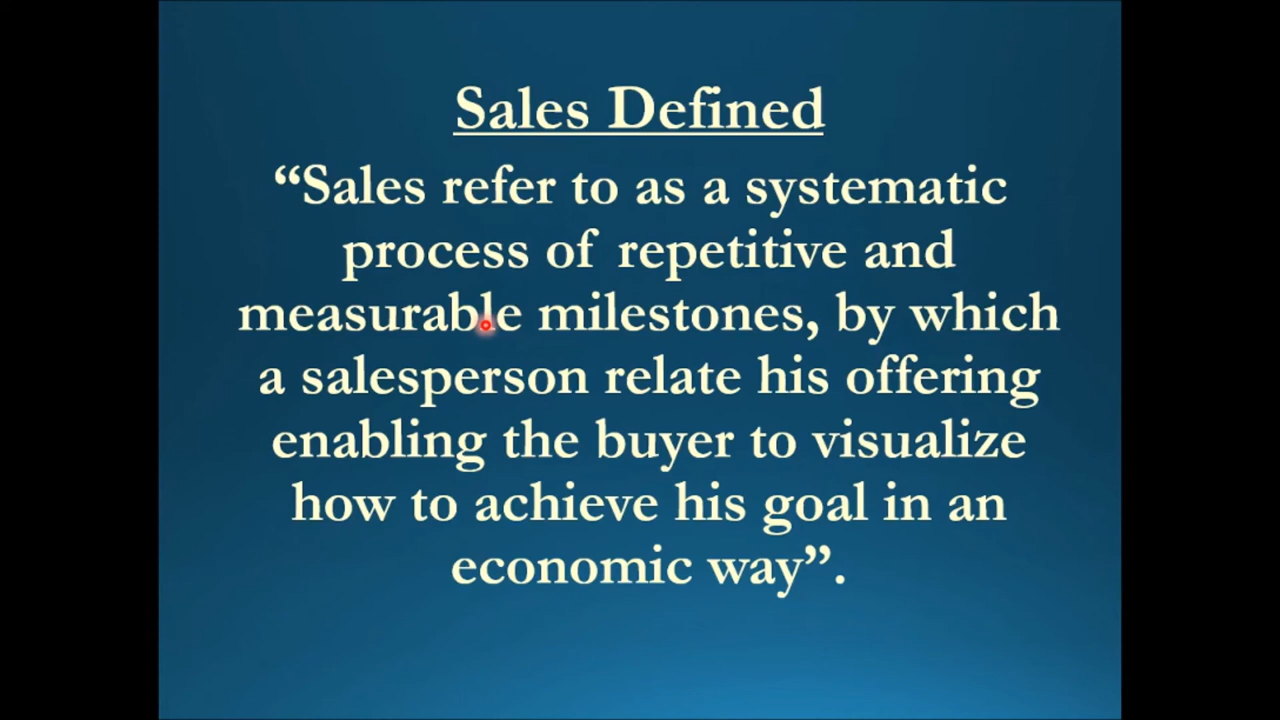 Sales Defined
“Sales refer to as a systematic
process of repetitive and
measurable milestones, by which
a salesperson relate his offering
enabling the buyer to visualize
how to achieve his goal in an
economic way”.